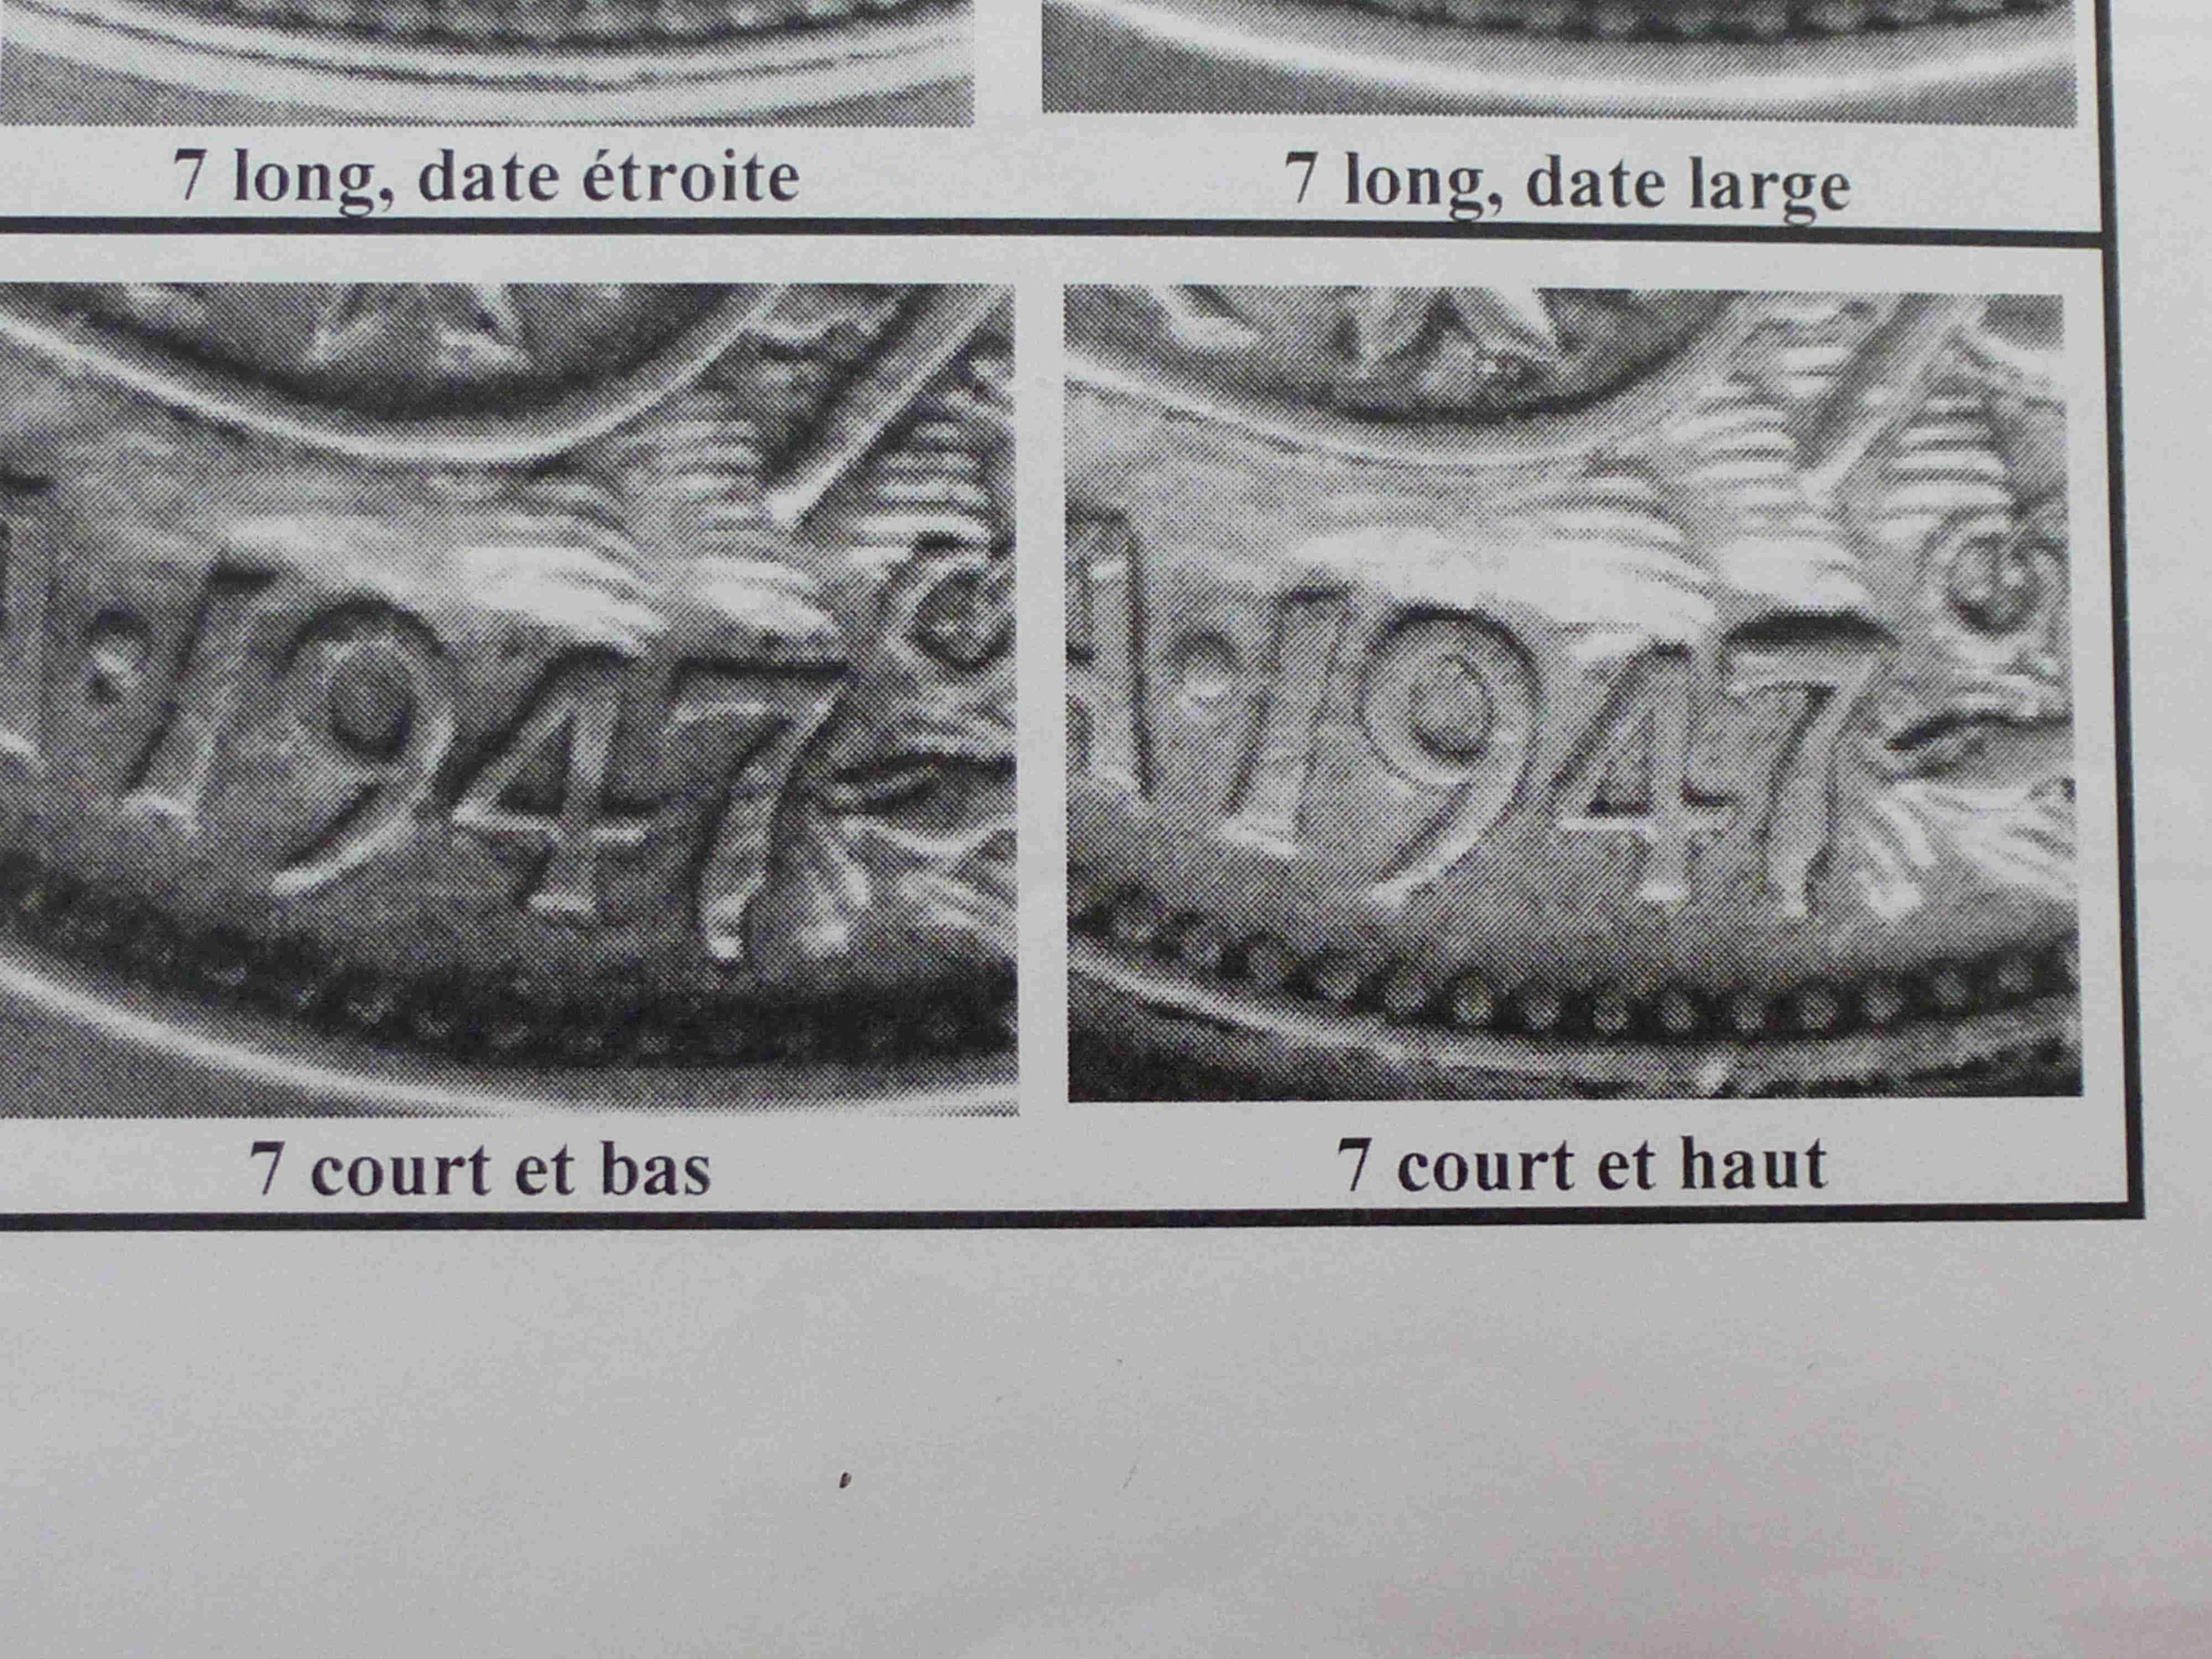 7 long, date étroite
7 long, date large
1947
1947
7 court et bas
7 court et haut